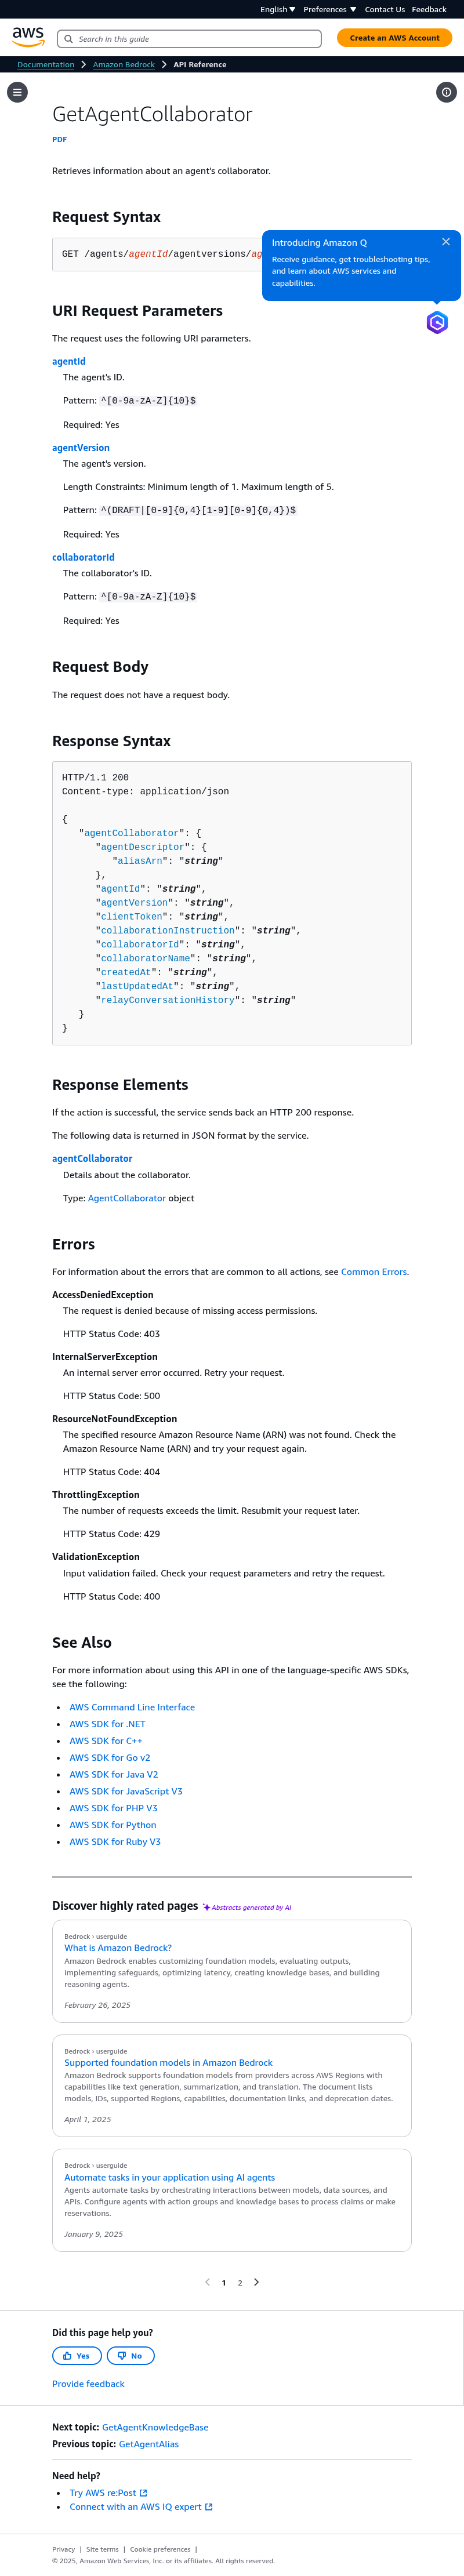 English Preferences Contact Us Feedback
aws
Search in this guide
Create an AWS Account
Documentation Amazon Bedrock API Reference
GetAgentCollaborator
PDF
Retrieves information about an agent's collaborator.
Request Syntax
GET /agents/agentId/agentversions/ag
Introducing Amazon Q
Receive guidance, get troubleshooting tips,
and learn about AWS services and
capabilities.
URI Request Parameters
The request uses the following URI parameters.
agentId
The agent's ID.
Pattern: ^[0-9a-zA-Z]{10}$
Required: Yes
agentVersion
The agent's version.
Length Constraints: Minimum length of 1. Maximum length of 5.
Pattern: ^(DRAFT|[0-9]{0,4}[1-9][0-9]{0,4})$
Required: Yes
collaboratorId
The collaborator's ID.
Pattern: ^[0-9a-zA-Z]{10}$
Required: Yes
Request Body
The request does not have a request body.
Response Syntax
HTTP/1.1 200
Content-type: application/json
{
"agentCollaborator": {
"agentDescriptor": {
"aliasArn": "string"
},
"agentId": "string",
"agentVersion": "string",
"clientToken": "string",
"collaborationInstruction": "string",
"collaboratorId": "string",
"collaboratorName": "string",
"createdAt": "string",
"lastUpdatedAt": "string",
"relayConversationHistory": "string"
}
}
Response Elements
If the action is successful, the service sends back an HTTP 200 response.
The following data is returned in JSON format by the service.
agentCollaborator
Details about the collaborator.
Type: AgentCollaborator object
Errors
For information about the errors that are common to all actions, see Common Errors.
AccessDeniedException
The request is denied because of missing access permissions.
HTTP Status Code: 403
InternalServerException
An internal server error occurred. Retry your request.
HTTP Status Code: 500
ResourceNotFoundException
The specified resource Amazon Resource Name (ARN) was not found. Check the
Amazon Resource Name (ARN) and try your request again.
HTTP Status Code: 404
ThrottlingException
The number of requests exceeds the limit. Resubmit your request later.
HTTP Status Code: 429
ValidationException
Input validation failed. Check your request parameters and retry the request.
HTTP Status Code: 400
See Also
For more information about using this API in one of the language-specific AWS SDKs,
see the following:
AWS Command Line Interface
AWS SDK for .NET
AWS SDK for C++
AWS SDK for Go v2
AWS SDK for Java V2
AWS SDK for JavaScript V3
AWS SDK for PHP V3
AWS SDK for Python
AWS SDK for Ruby V3
Discover highly rated pages Abstracts generated by AI
Bedrock › userguide
What is Amazon Bedrock?
Amazon Bedrock enables customizing foundation models, evaluating outputs,
implementing safeguards, optimizing latency, creating knowledge bases, and building
reasoning agents.
February 26, 2025
Bedrock › userguide
Supported foundation models in Amazon Bedrock
Amazon Bedrock supports foundation models from providers across AWS Regions with
capabilities like text generation, summarization, and translation. The document lists
models, IDs, supported Regions, capabilities, documentation links, and deprecation dates.
April 1, 2025
Bedrock › userguide
Automate tasks in your application using AI agents
Agents automate tasks by orchestrating interactions between models, data sources, and
APIs. Configure agents with action groups and knowledge bases to process claims or make
reservations.
January 9, 2025
1 2
Did this page help you?
Yes No
Provide feedback
Next topic: GetAgentKnowledgeBase
Previous topic: GetAgentAlias
Need help?
Try AWS re:Post
Connect with an AWS IQ expert
Privacy | Site terms | Cookie preferences |
© 2025, Amazon Web Services, Inc. or its affiliates. All rights reserved.